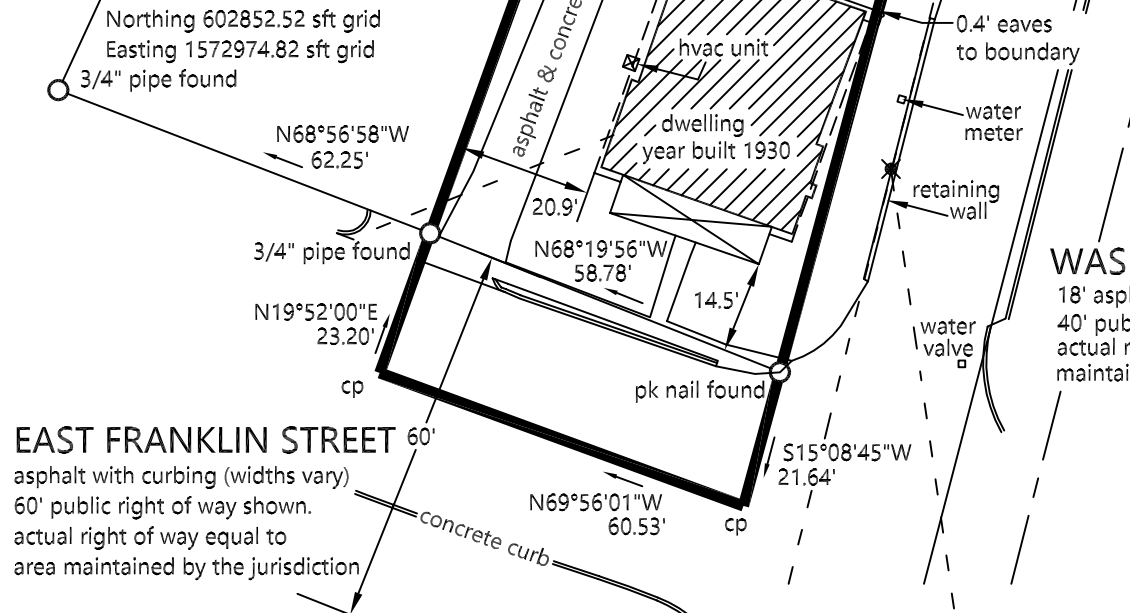 Northing 602852.52 sft grid
Easting 1572974.82 sft grid
3/4" pipe found
asphalt & concre
hvac unit
0.4' eaves
to boundary
water
meter
dwelling
year built 1930
N68°56'58"W
62.25'
20.9'
retaining
wall
3/4" pipe found
N68°19'56"W
58.78'
14.5'
WAS
18' asp
40' pub
actual r
maintai
N19°52'00"E
23.20'
water
valve
cp
pk nail found
EAST FRANKLIN STREET
60'
asphalt with curbing (widths vary)
60' public right of way shown.
actual right of way equal to
area maintained by the jurisdiction
S15°08'45"W
21.64'
N69°56'01"W
60.53'
cp
concrete curb